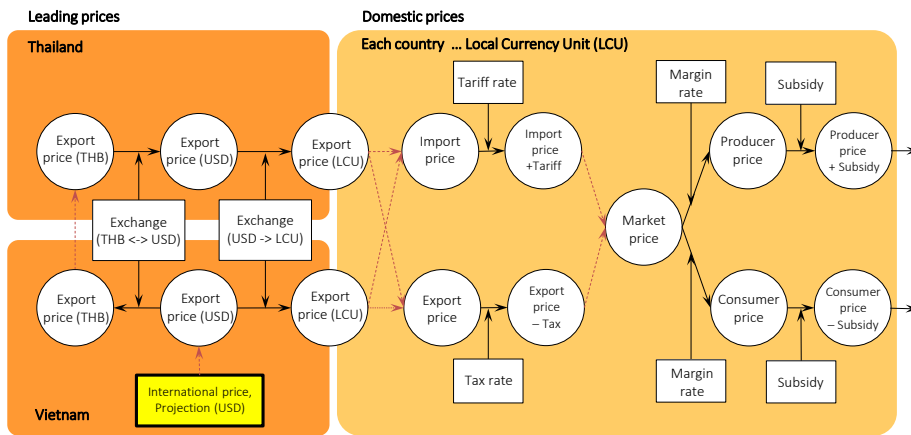 Leading prices
Domestic prices
Thailand
Each country … Local Currency Unit (LCU)
Tariff rate
Margin
rate
Subsidy
Export
price (THB)
Export
price (USD)
Export
price (LCU)
Import
price
Import
price
+Tariff
Producer
price
Producer
price
+ Subsidy
Exchange
(THB <-> USD)
Exchange
(USD -> LCU)
Market
price
Export
price (THB)
Export
price (USD)
Export
price (LCU)
Export
price
Export
price
– Tax
Consumer
price
Consumer
price
– Subsidy
International price,
Projection (USD)
Tax rate
Margin
rate
Subsidy
Vietnam